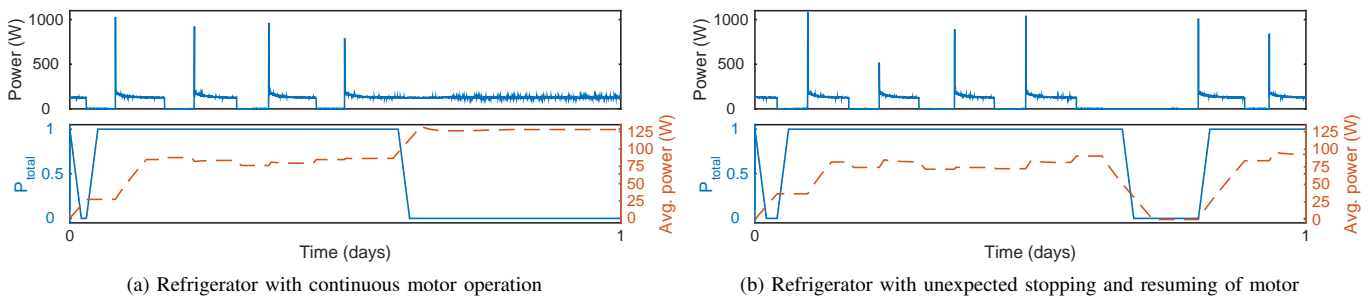 Power (W)
1000
500
0
P_total
1
0.5
0
Avg. power (W)
125
100
75
50
25
0
0
1
Time (days)
(a) Refrigerator with continuous motor operation
Power (W)
1000
500
0
P_total
1
0.5
0
Avg. power (W)
125
100
75
50
25
0
0
1
Time (days)
(b) Refrigerator with unexpected stopping and resuming of motor